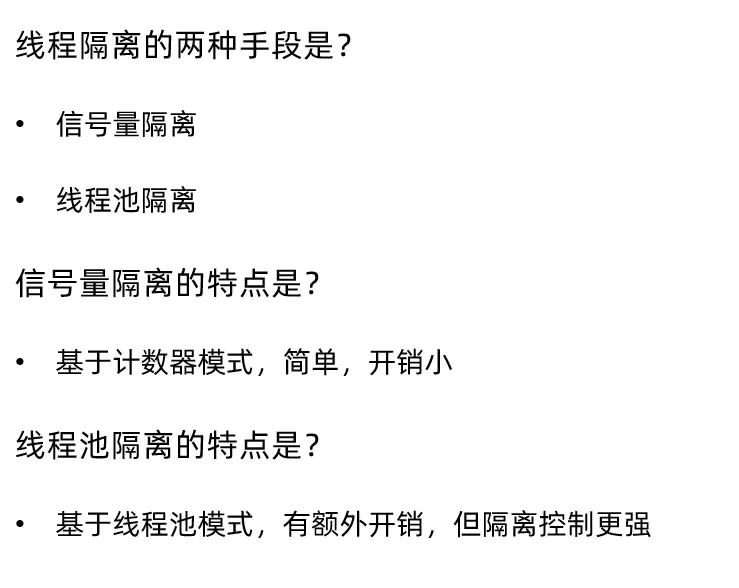 线程隔离的两种手段是？
• 信号量隔离
• 线程池隔离
信号量隔离的特点是？
• 基于计数器模式，简单，开销小
线程池隔离的特点是？
• 基于线程池模式，有额外开销，但隔离控制更强